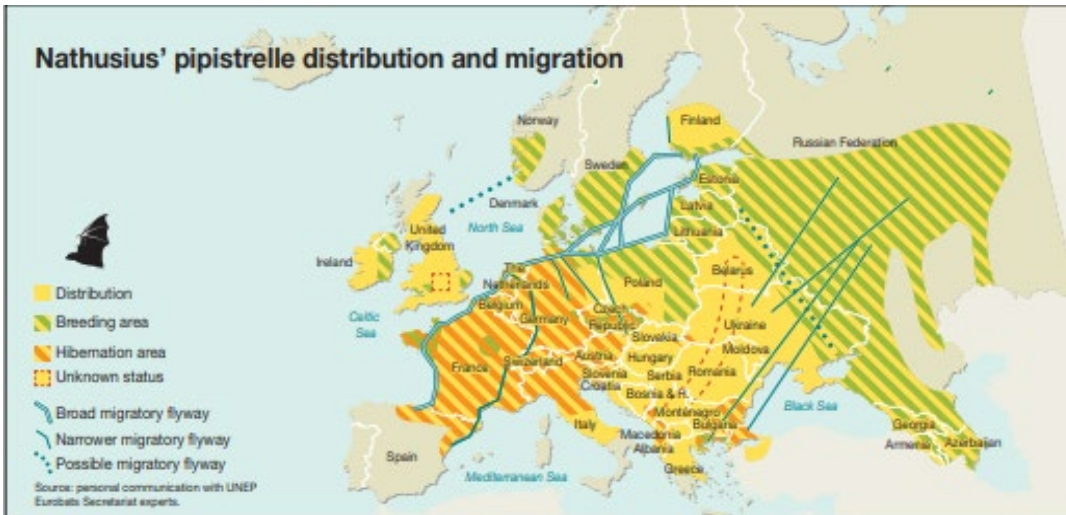 Nathusius' pipistrelle distribution and migration
Norway
Finland
Russian Federation
Sweden
Estonia
Denmark
Latvia
North Sea
Lithuania
United
Kingdom
Ireland
The
Netherlands
Poland
Belarus
Belgium
Germany
Czech
Republic
Celtic
Sea
Ukraine
Slovakia
Moldova
France
Switzerland
Austria
Hungary
Slovenia
Romania
Croatia
Serbia
Bosnia & H.
Black Sea
Montenegro
Bulgaria
Italy
Georgia
Macedonia
Armenia
Azerbaijan
Albania
Spain
Mediterranean Sea
Greece
Distribution
Breeding area
Hibernation area
Unknown status
Broad migratory flyway
Narrower migratory flyway
Possible migratory flyway
Source: personal communication with UNEP
Eurobats Secretariat experts.